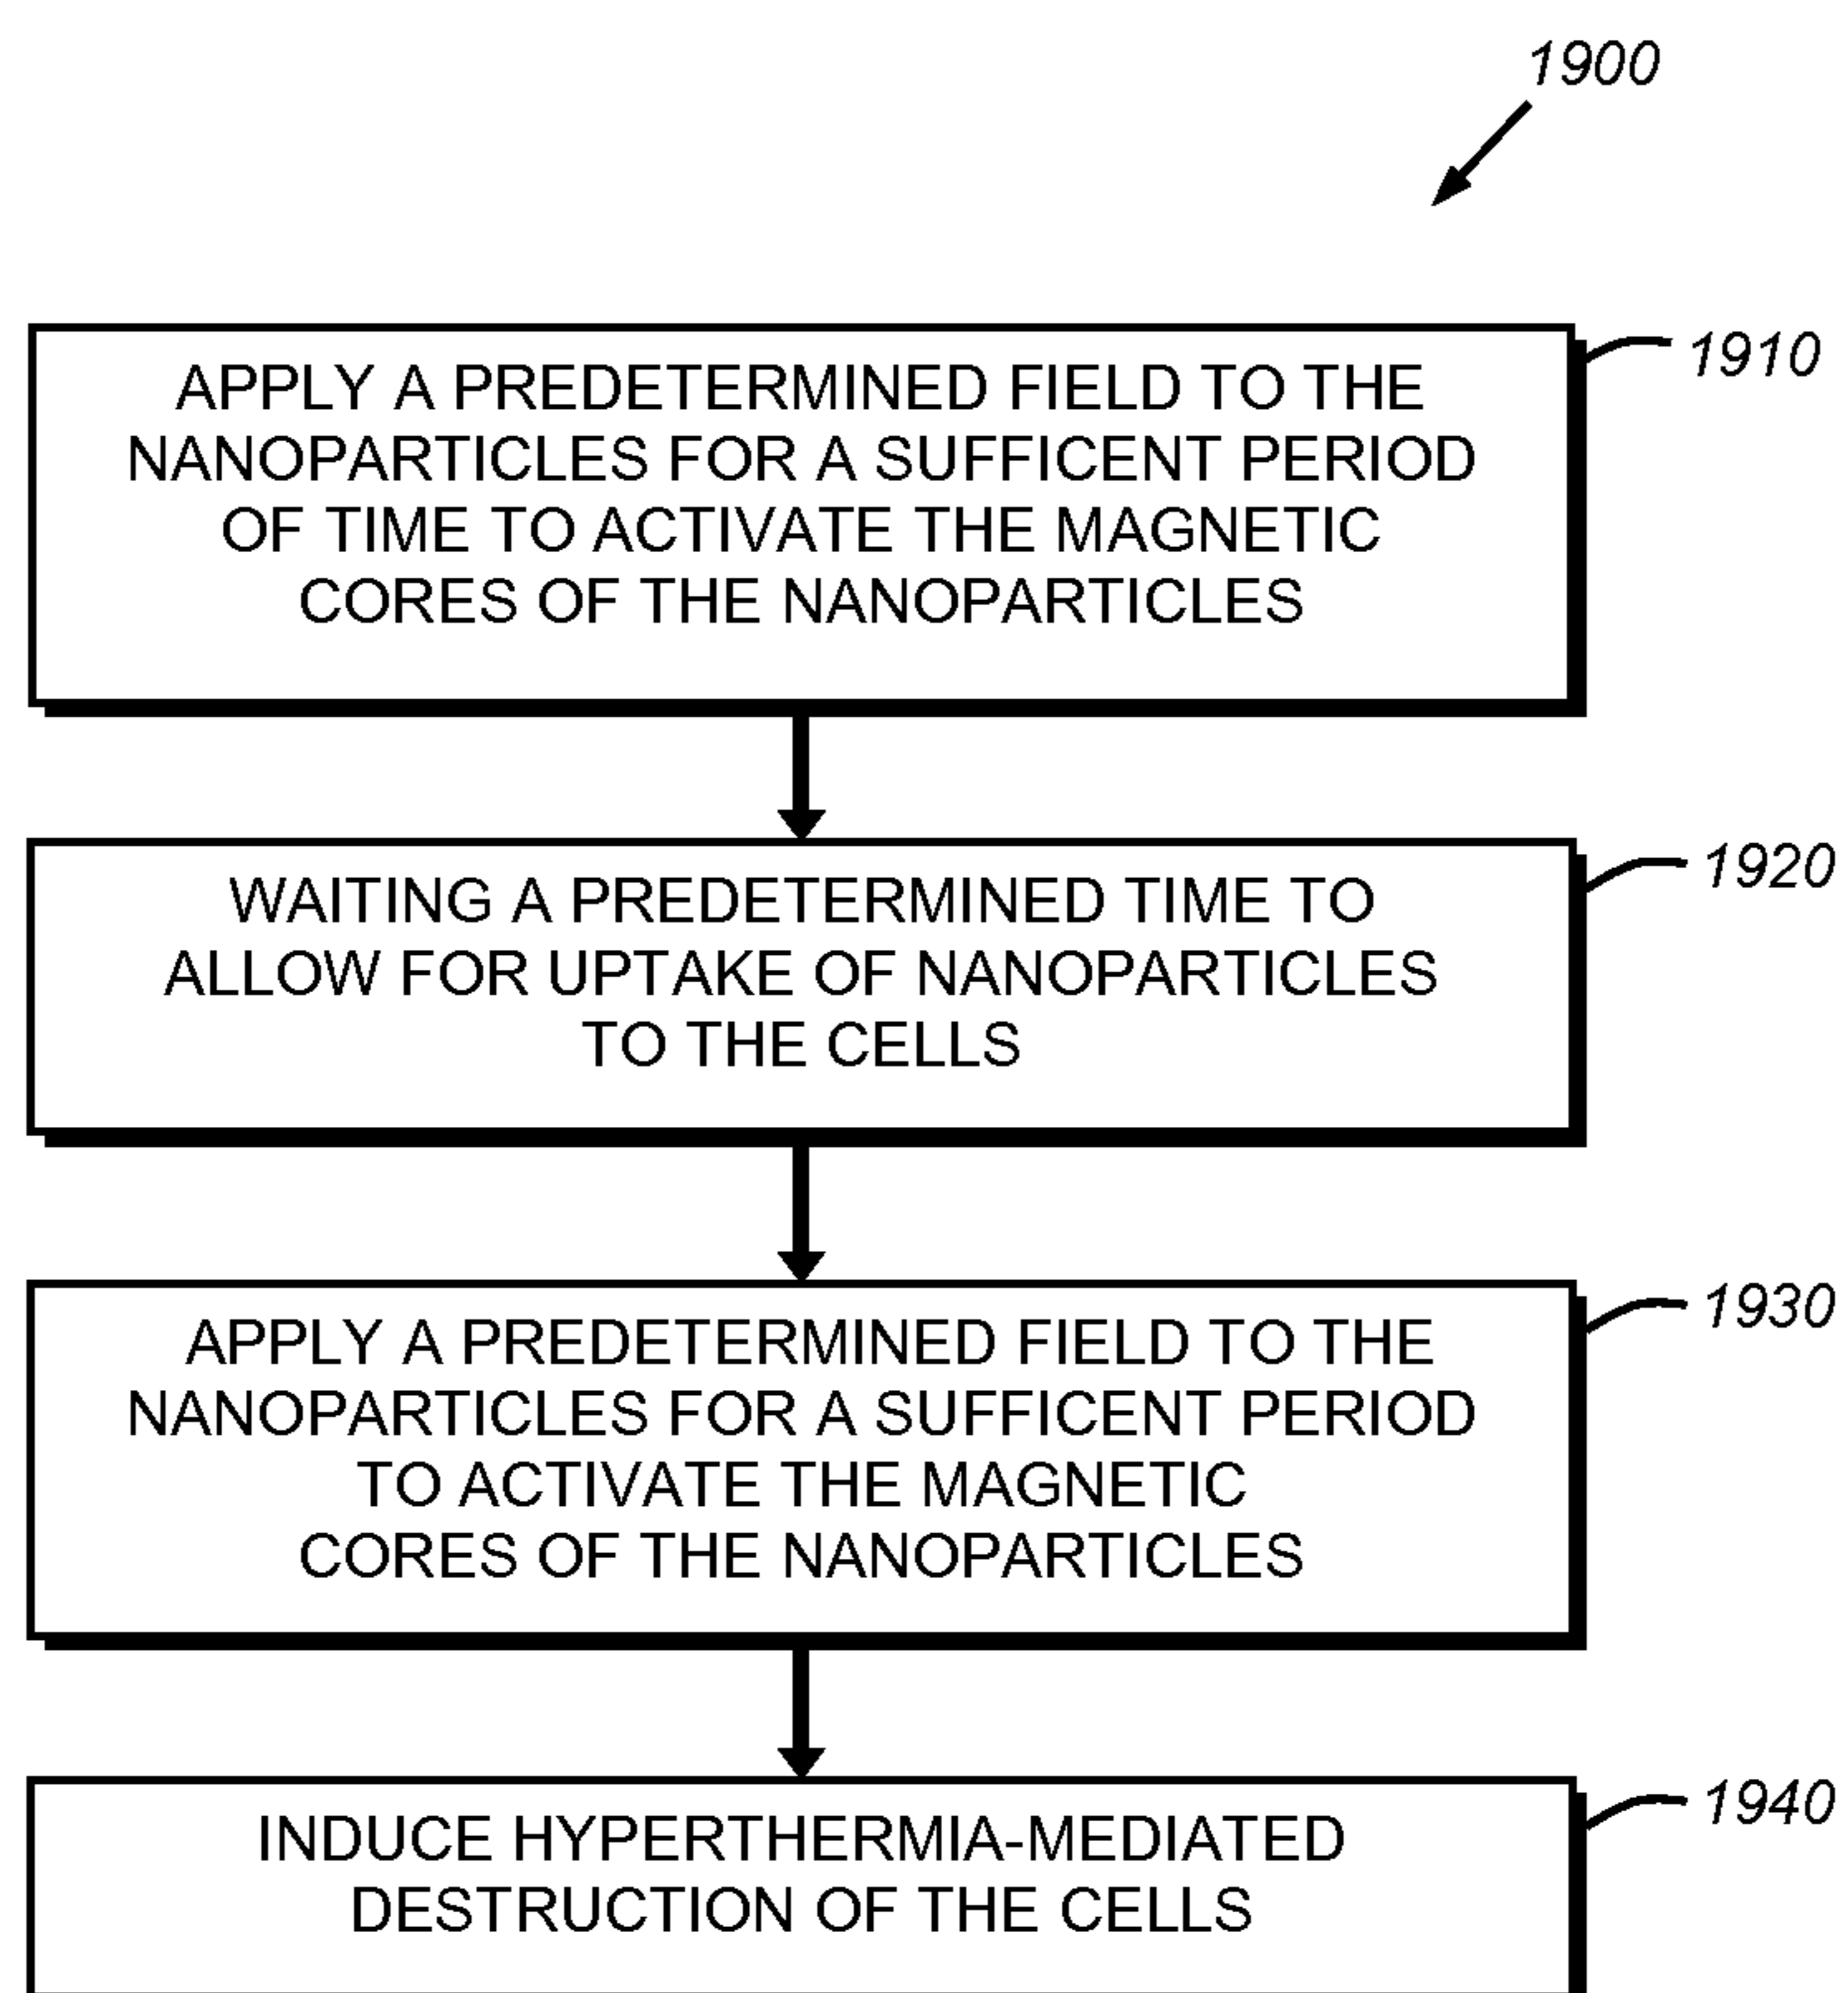 1900
APPLY A PREDETERMINED FIELD TO THE
NANOPARTICLES FOR A SUFFICENT PERIOD
OF TIME TO ACTIVATE THE MAGNETIC
CORES OF THE NANOPARTICLES
1910
WAITING A PREDETERMINED TIME TO
ALLOW FOR UPTAKE OF NANOPARTICLES
TO THE CELLS
1920
APPLY A PREDETERMINED FIELD TO THE
NANOPARTICLES FOR A SUFFICENT PERIOD
TO ACTIVATE THE MAGNETIC
CORES OF THE NANOPARTICLES
1930
INDUCE HYPERTHERMIA-MEDIATED
DESTRUCTION OF THE CELLS
1940